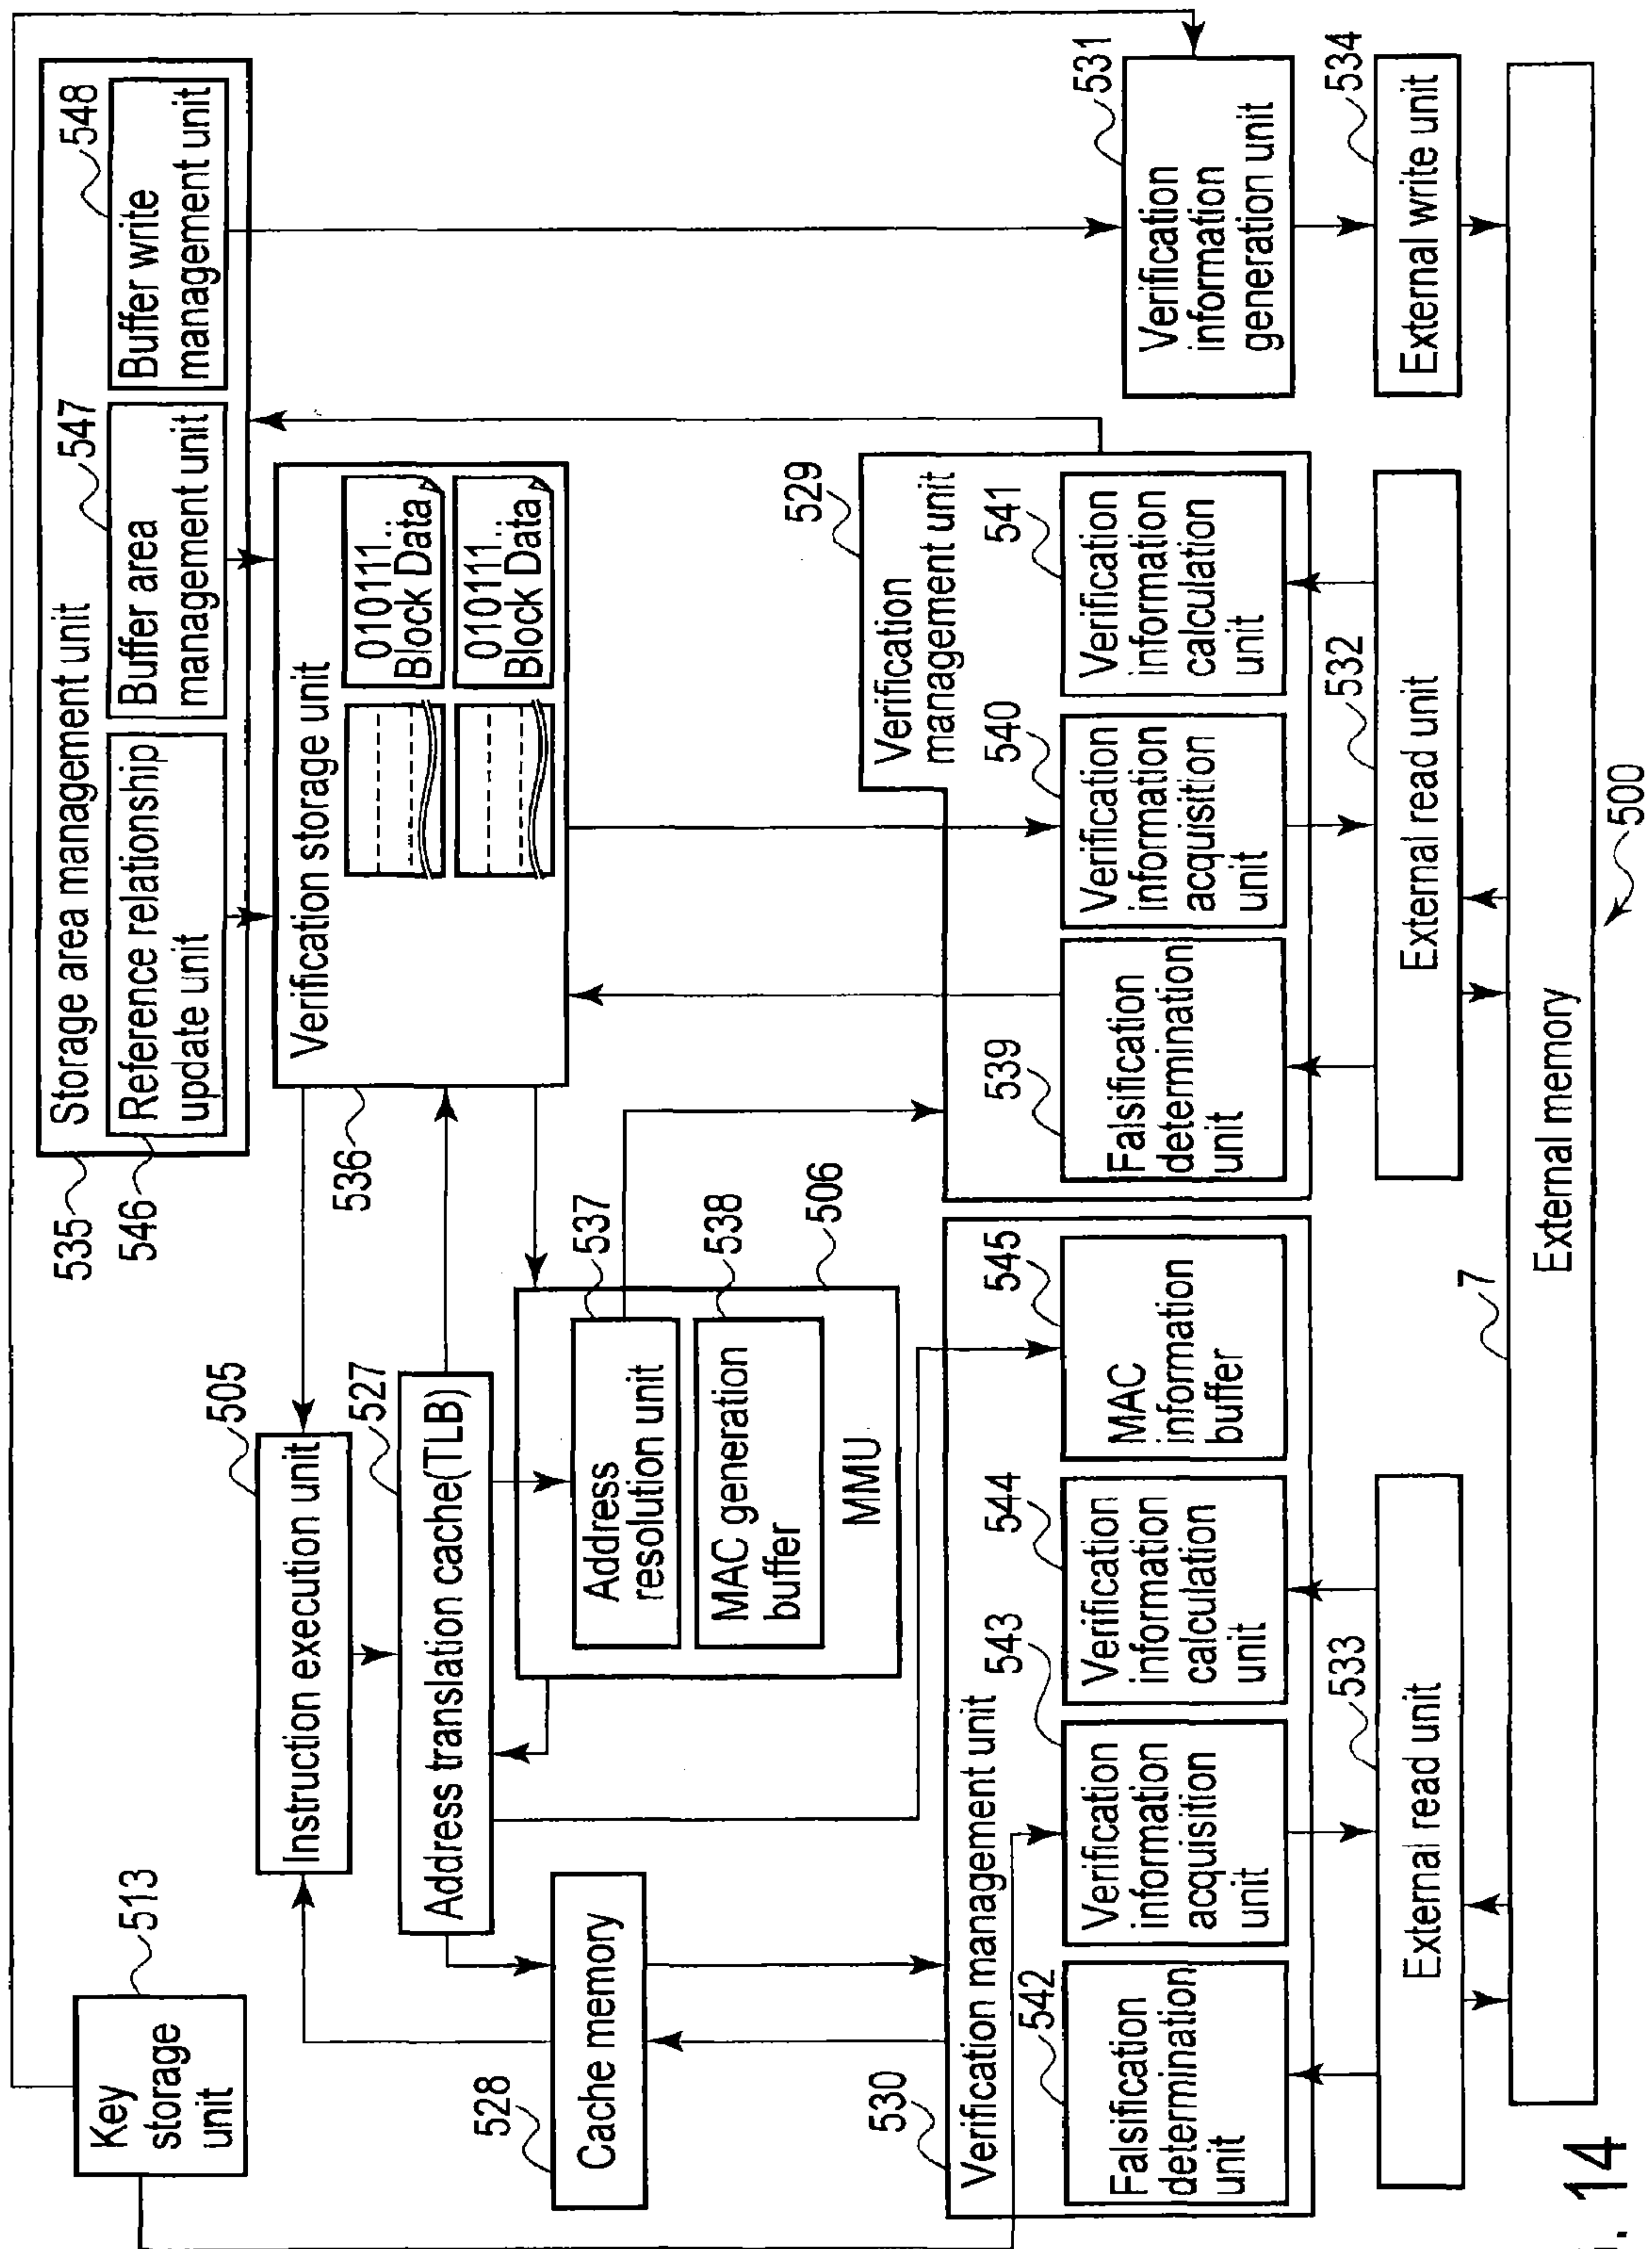 Key
storage
unit
513
Storage area management unit
535
Reference relationship
update unit
546
Buffer area
management unit
547
Buffer write
management unit
548
Instruction execution unit
505
Verification storage unit
536
010111..
Block Data
010111..
Block Data
Address translation cache(TLB)
527
Cache memory
528
Address
resolution unit
537
MAC generation
buffer
538
MMU
506
Verification management unit
530
Falsification
determination
unit
542
Verification
information
acquisition
unit
543
Verification
information
calculation
unit
544
MAC
information
buffer
545
Verification
management unit
529
Falsification
determination
unit
539
Verification
information
acquisition
unit
540
Verification
information
calculation
unit
541
Verification
information
generation unit
531
External read unit
533
External read unit
532
External write unit
534
External memory
7
500
. 14